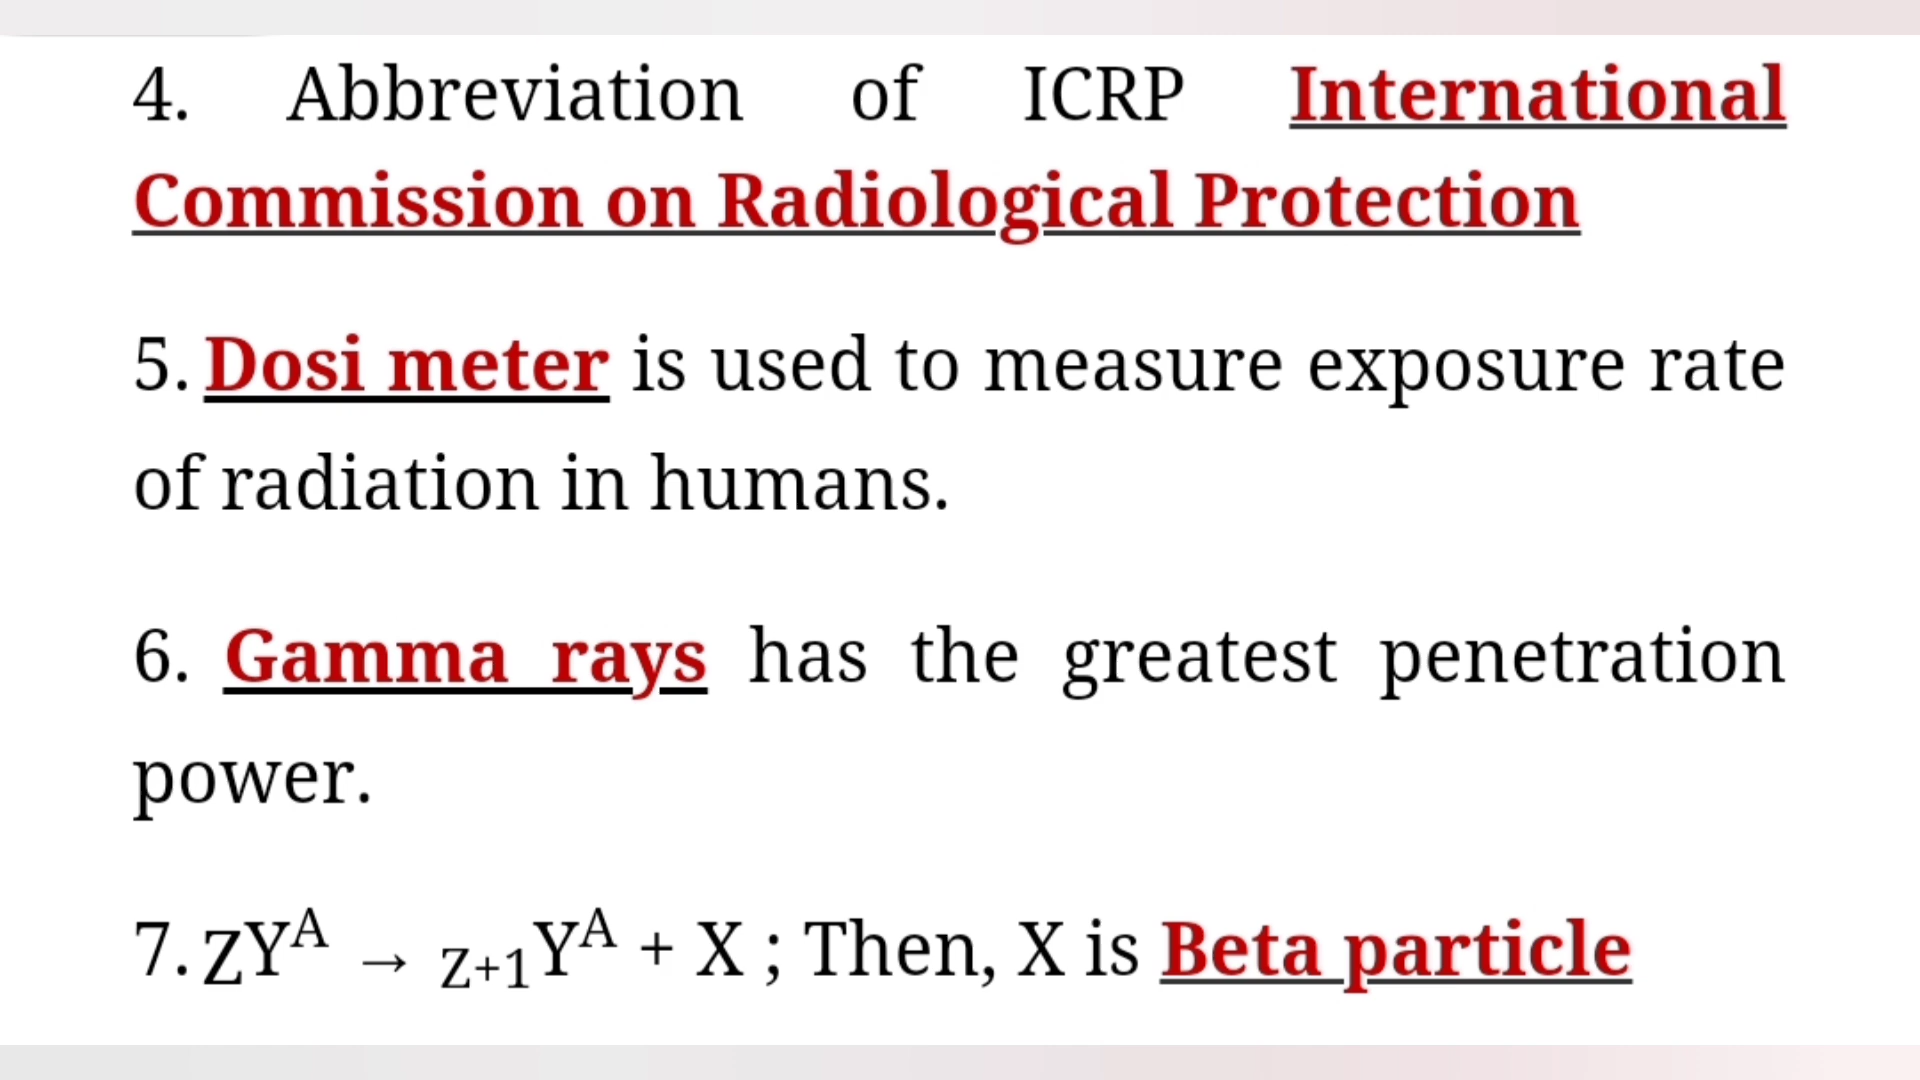 4. Abbreviation of ICRP International
Commission on Radiological Protection
5. Dosi meter is used to measure exposure rate
of radiation in humans.
6. Gamma rays has the greatest penetration
power.
7. ZYᴬ → Z+1Yᴬ + X ; Then, X is Beta particle